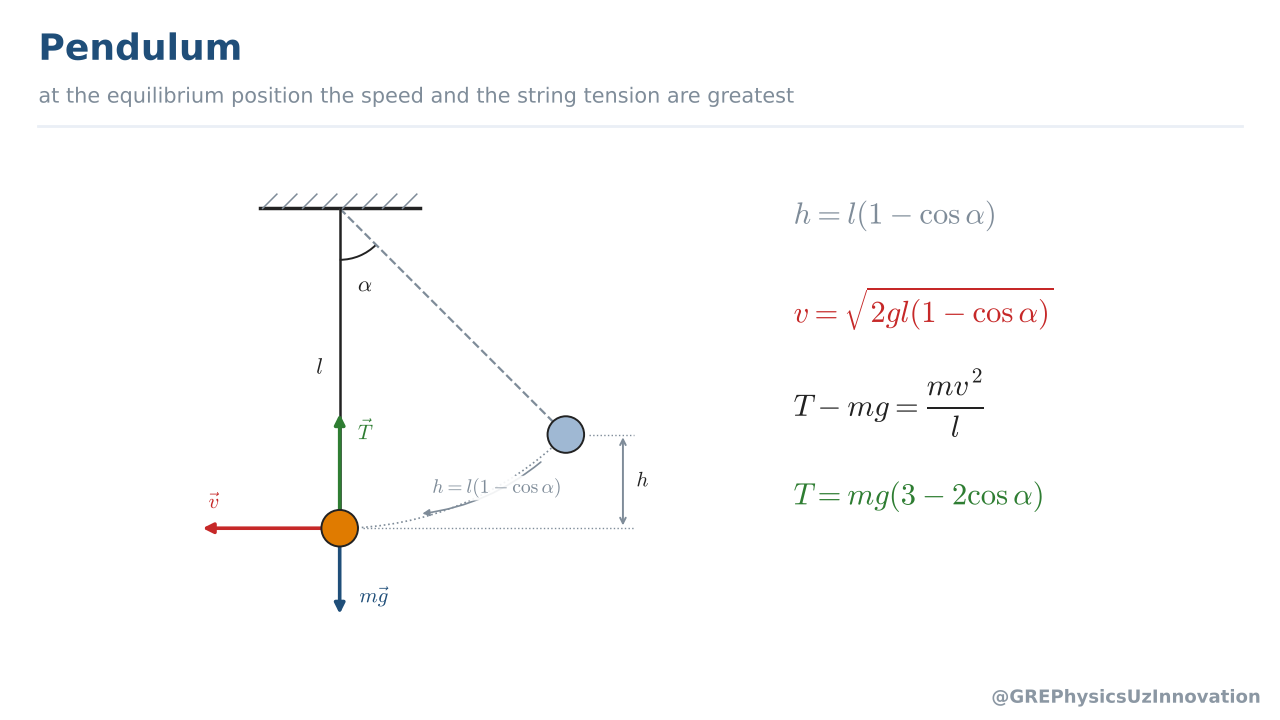 Pendulum
at the equilibrium position the speed and the string tension are greatest
h = l(1 − cos α)
α
v = √2gl(1 − cos α)
l
T − mg = mv²/l
T⃗
h = l(1 − cos α)
h
v⃗
T = mg(3 − 2cos α)
mg⃗
@GREPhysicsUzInnovation